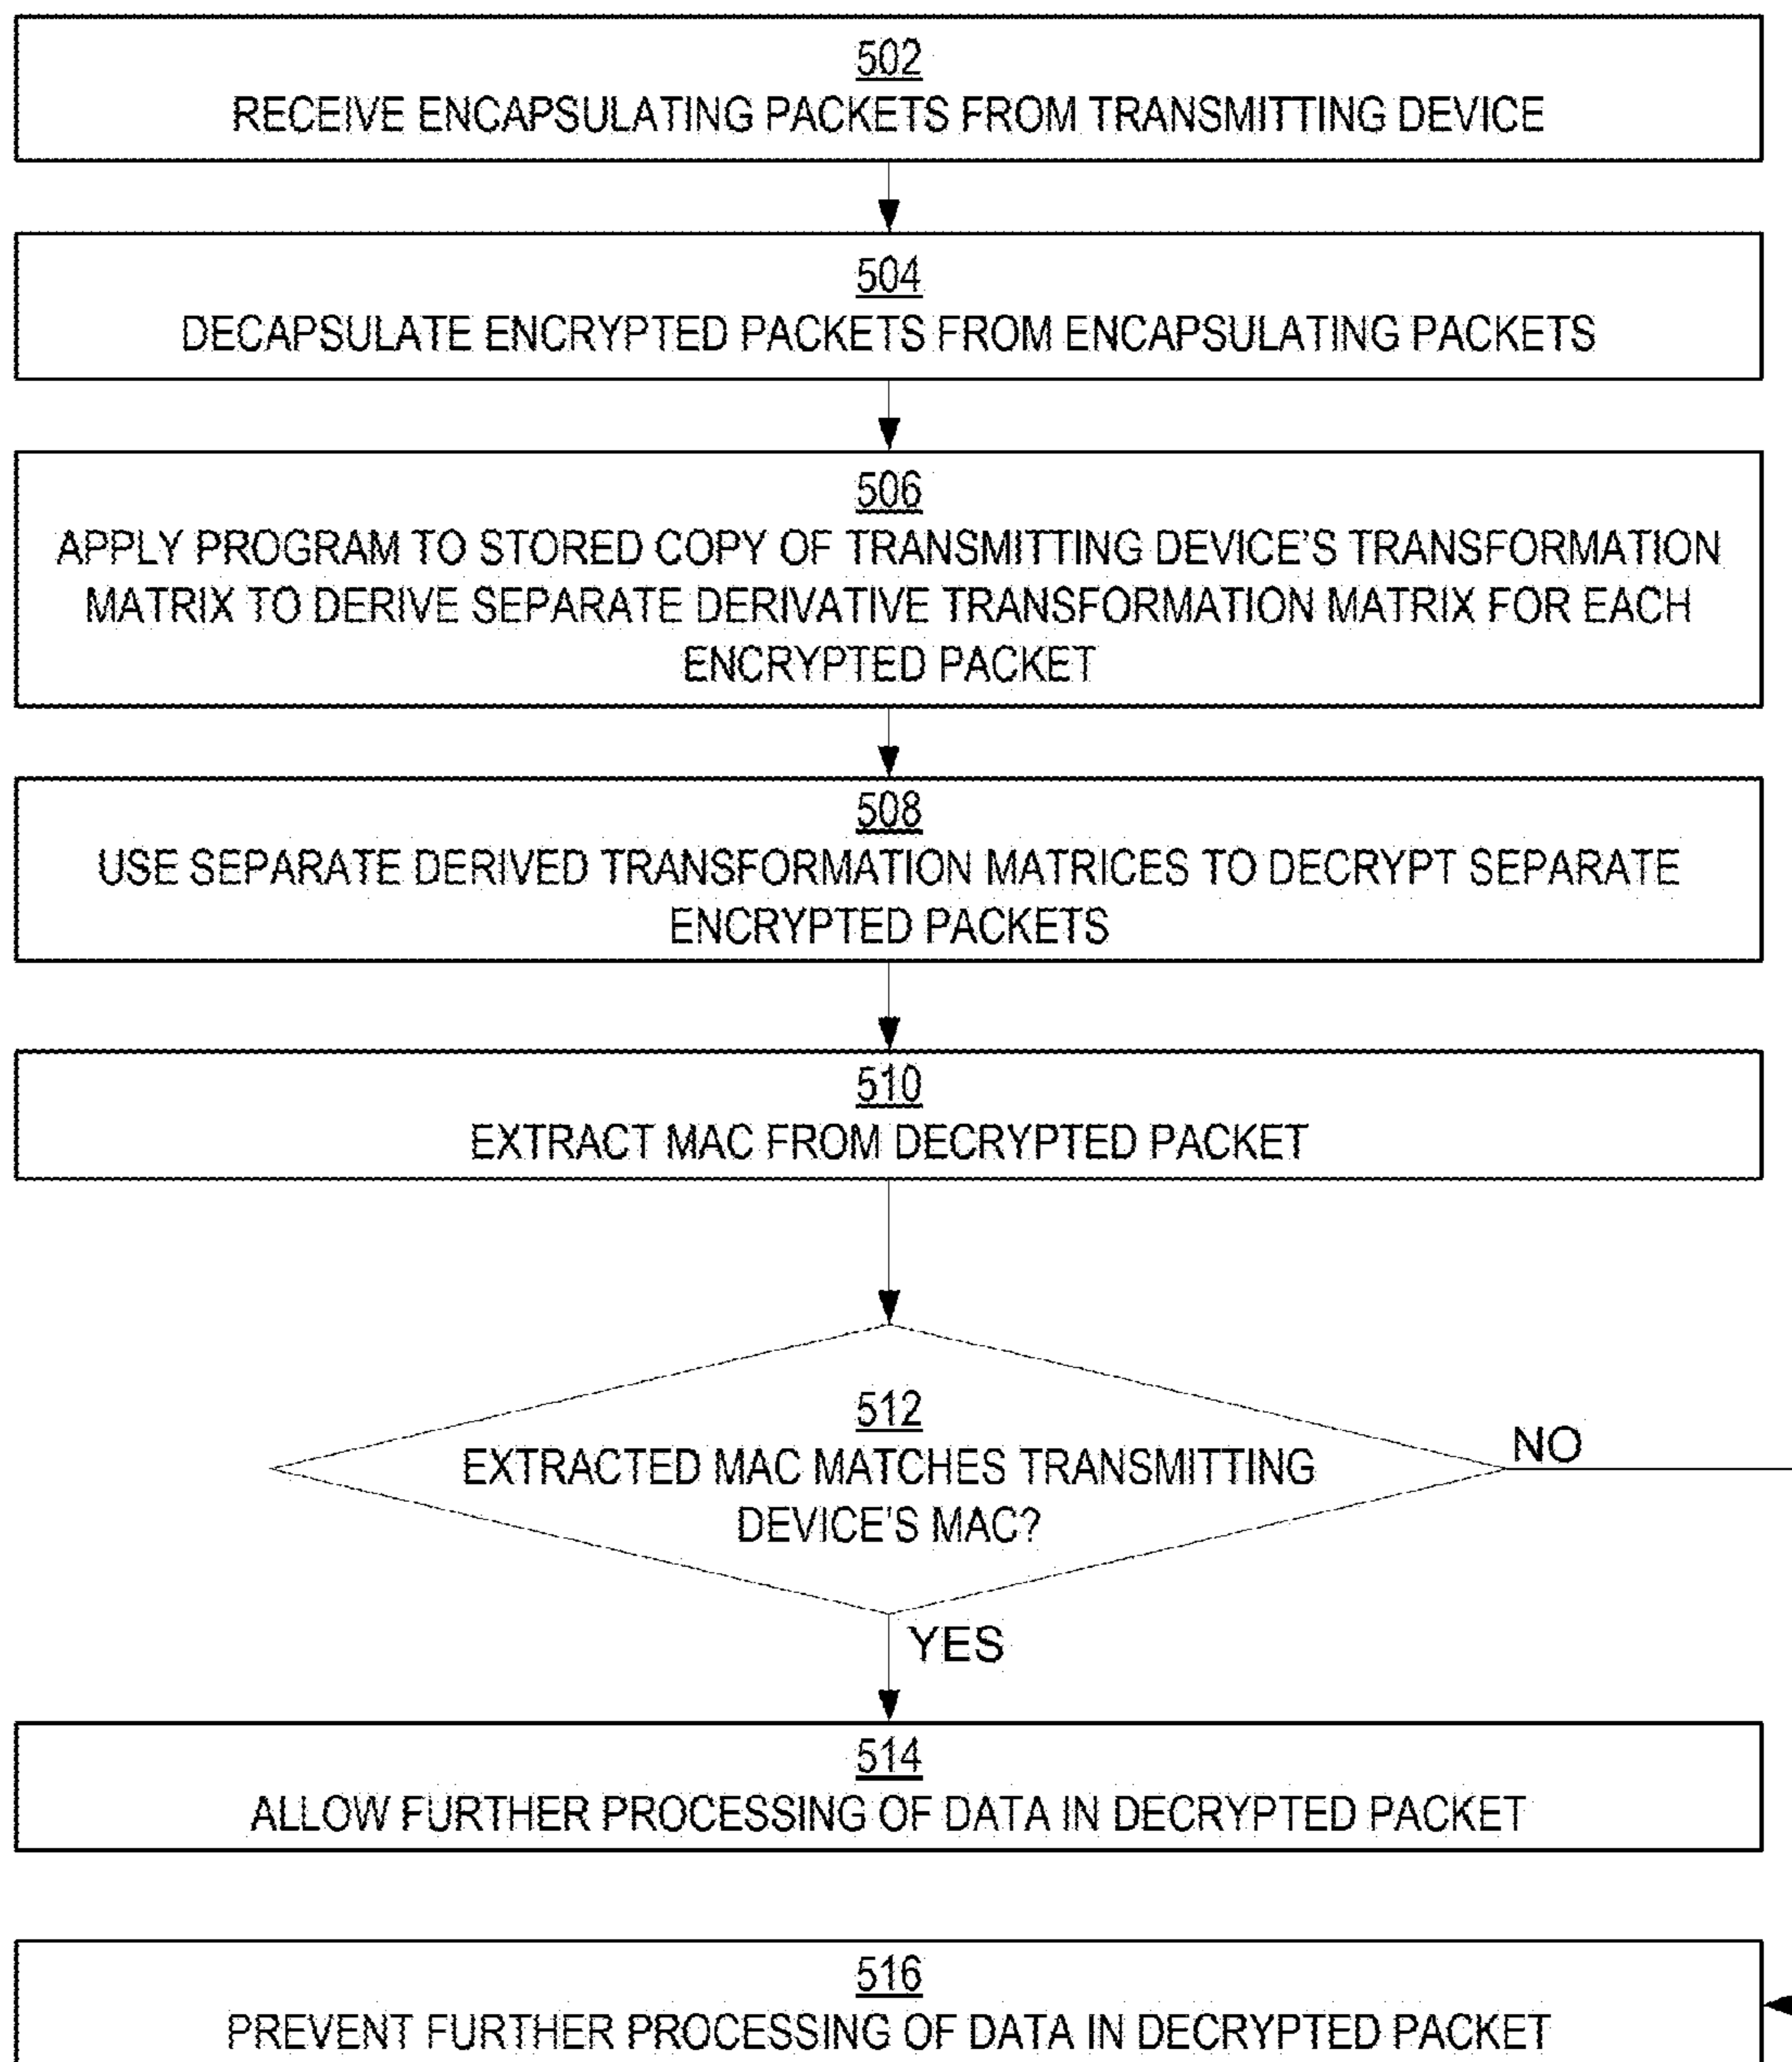 502
RECEIVE ENCAPSULATING PACKETS FROM TRANSMITTING DEVICE
504
DECAPSULATE ENCRYPTED PACKETS FROM ENCAPSULATING PACKETS
506
APPLY PROGRAM TO STORED COPY OF TRANSMITTING DEVICE'S TRANSFORMATION
MATRIX TO DERIVE SEPARATE DERIVATIVE TRANSFORMATION MATRIX FOR EACH
ENCRYPTED PACKET
508
USE SEPARATE DERIVED TRANSFORMATION MATRICES TO DECRYPT SEPARATE
ENCRYPTED PACKETS
510
EXTRACT MAC FROM DECRYPTED PACKET
512
EXTRACTED MAC MATCHES TRANSMITTING
DEVICE'S MAC?
NO
YES
514
ALLOW FURTHER PROCESSING OF DATA IN DECRYPTED PACKET
516
PREVENT FURTHER PROCESSING OF DATA IN DECRYPTED PACKET